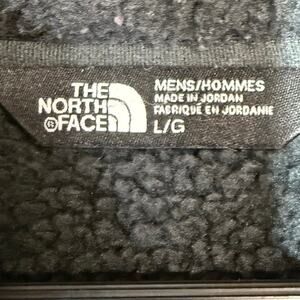 THE
NORTH
FACE
®
MENS/HOMMES
MADE IN JORDAN
FABRIQUÉ EN JORDANIE
L/G